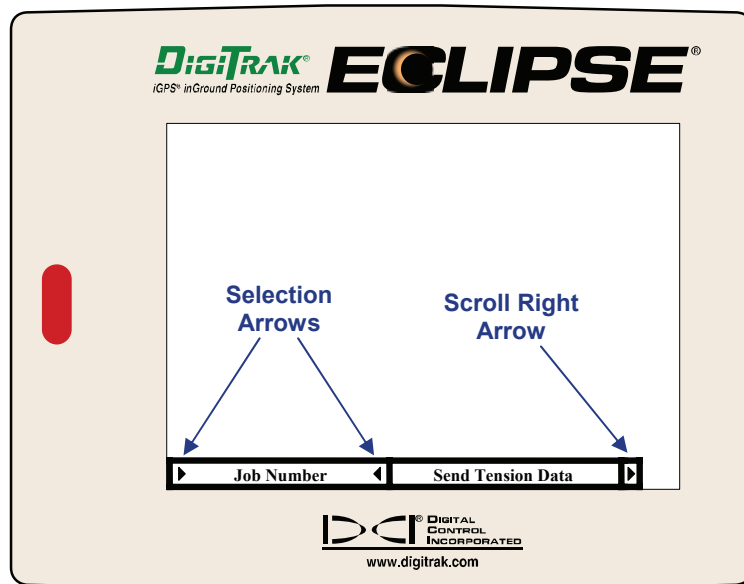 DIGITRAK® ECLIPSE®
iGPS® inGround Positioning System
Selection
Arrows
Scroll Right
Arrow
Job Number Send Tension Data
DCI® DIGITAL
CONTROL
INCORPORATED
www.digitrak.com